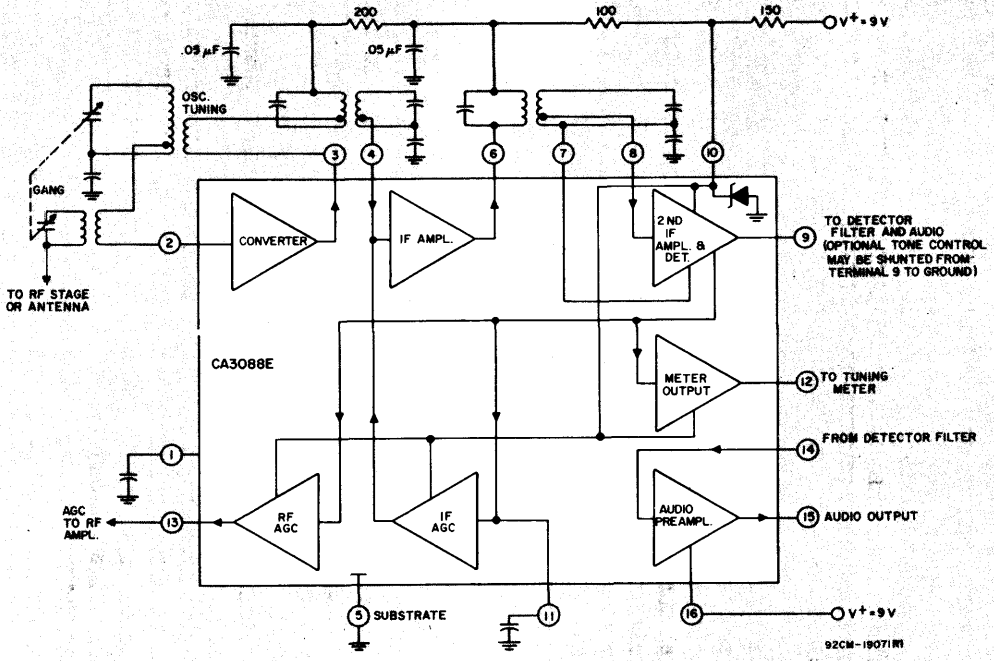 200
100
150
V+ = 9V
.05 µF
.05 µF
OSC.
TUNING
GANG
3
4
6
7
8
10
2
CONVERTER
IF AMPL.
2 ND
IF
AMPL. &
DET.
9
TO DETECTOR
FILTER AND AUDIO
(OPTIONAL TONE CONTROL
MAY BE SHUNTED FROM
TERMINAL 9 TO GROUND)
TO RF STAGE
OR ANTENNA
CA3088E
METER
OUTPUT
12
TO TUNING
METER
1
14
FROM DETECTOR FILTER
AGC
TO RF
AMPL.
13
RF
AGC
IF
AGC
AUDIO
PREAMPL.
15
AUDIO OUTPUT
5
SUBSTRATE
11
16
V+ = 9V
92CM-19071R1